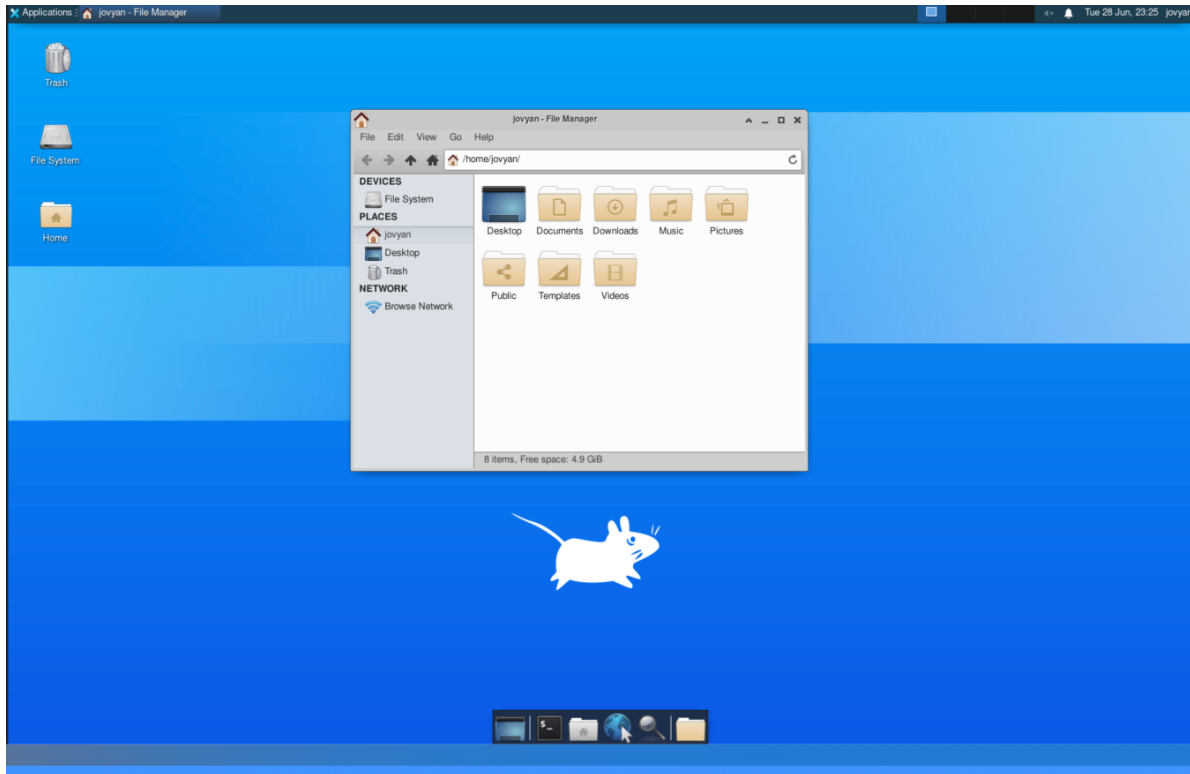 Applications jovyan - File Manager Tue 28 Jun, 23:25 jovyan
Trash
File System
Home
jovyan - File Manager
File Edit View Go Help
/home/jovyan/
DEVICES
File System
PLACES
jovyan
Desktop
Trash
NETWORK
Browse Network
Desktop Documents Downloads Music Pictures
Public Templates Videos
8 items, Free space: 4.9 GiB
$_